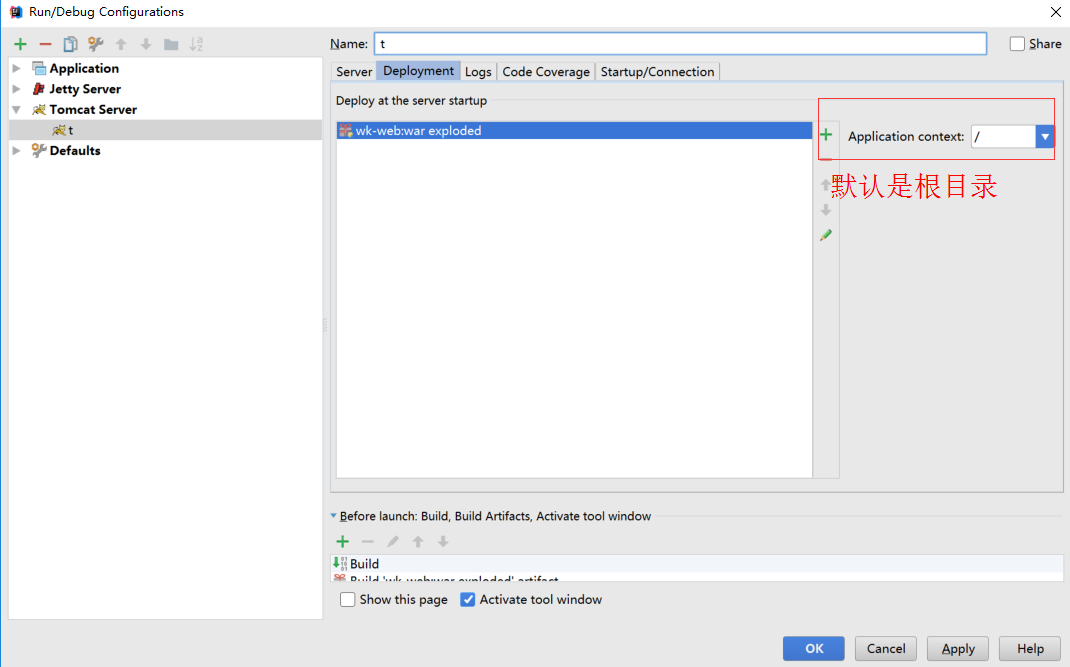 Run/Debug Configurations
Name: t
Share
Application
Jetty Server
Tomcat Server
t
Defaults
Server Deployment Logs Code Coverage Startup/Connection
Deploy at the server startup
wk-web:war exploded
Application context: /
默认是根目录
Before launch: Build, Build Artifacts, Activate tool window
Build
Build 'wk-web:war exploded' artifact
Show this page Activate tool window
OK Cancel Apply Help